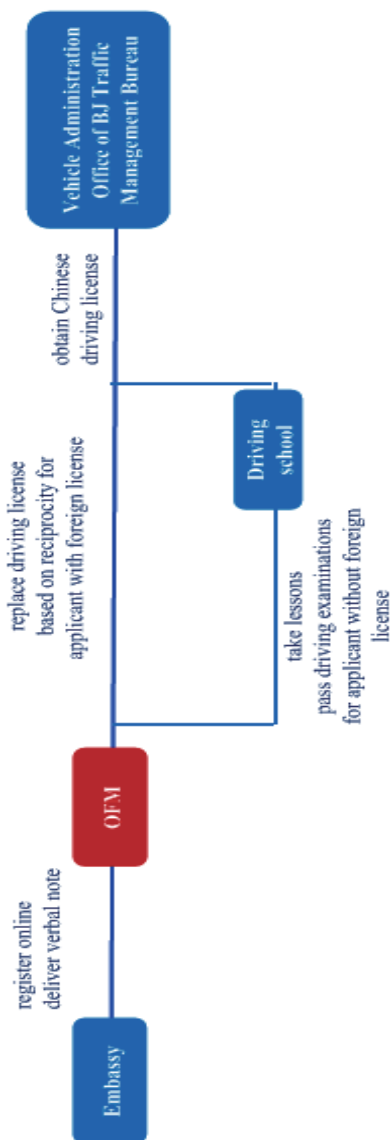 Embassy
register online
deliver verbal note
OFM
replace driving license
based on reciprocity for
applicant with foreign license
take lessons
pass driving examinations
for applicant without foreign
license
Driving
school
obtain Chinese
driving license
Vehicle Administration
Office of BJ Traffic
Management Bureau